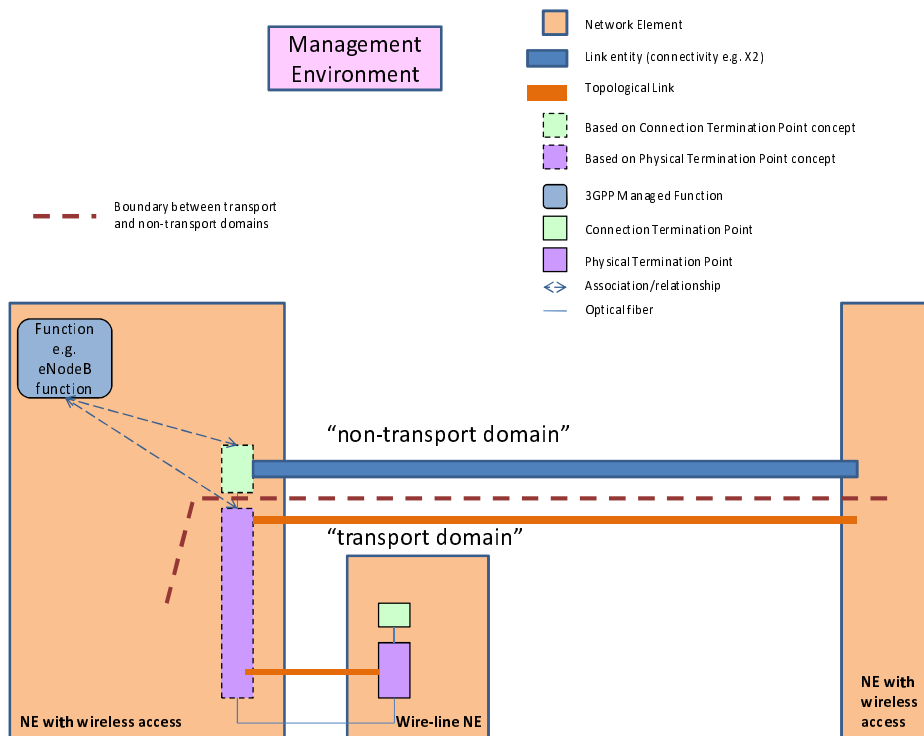 Management
Environment
Network Element
Link entity (connectivity e.g. X2)
Topological Link
Based on Connection Termination Point concept
Based on Physical Termination Point concept
3GPP Managed Function
Connection Termination Point
Physical Termination Point
Association/relationship
Optical fiber
Boundary between transport
and non-transport domains
Function
e.g.
eNodeB
function
“non-transport domain”
“transport domain”
NE with wireless access
Wire-line NE
NE with
wireless
access